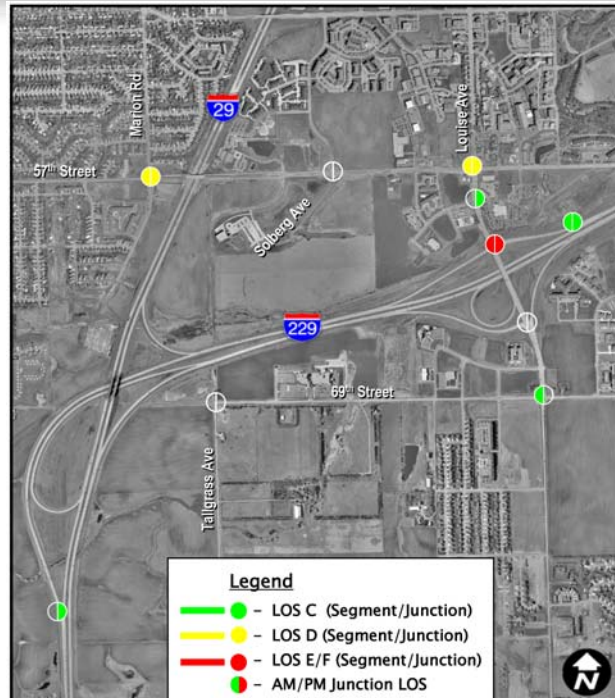 Marion Rd
29
Louise Ave
57th Street
Solberg Ave
229
69th Street
Tallgrass Ave
Legend
– LOS C (Segment/Junction)
– LOS D (Segment/Junction)
– LOS E/F (Segment/Junction)
– AM/PM Junction LOS
N